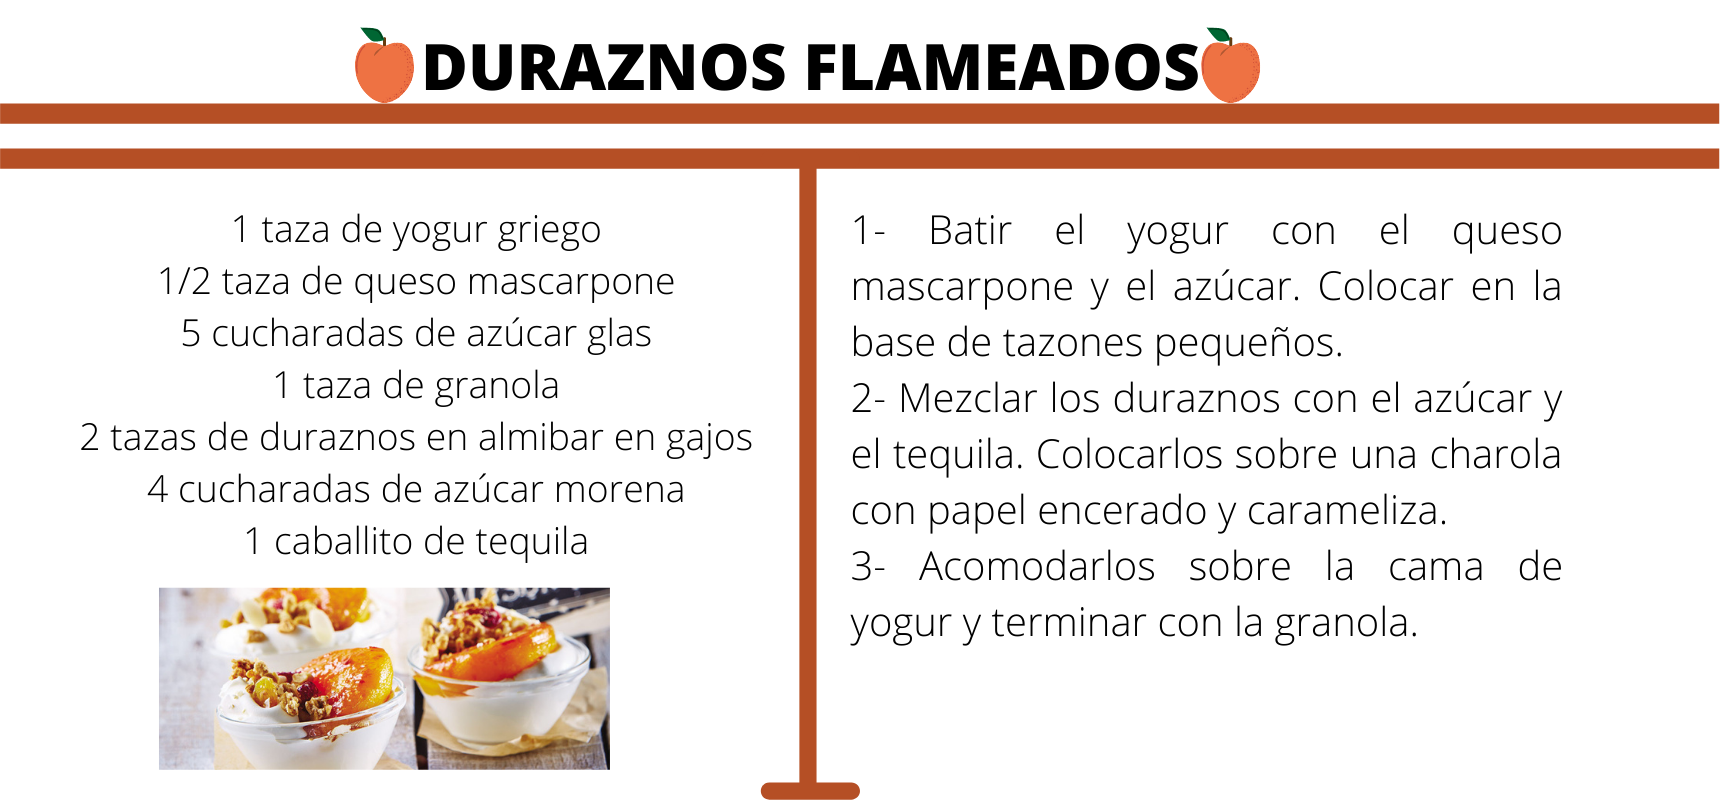 DURAZNOS FLAMEADOS
1 taza de yogur griego
1/2 taza de queso mascarpone
5 cucharadas de azúcar glas
1 taza de granola
2 tazas de duraznos en almibar en gajos
4 cucharadas de azúcar morena
1 caballito de tequila
1- Batir el yogur con el queso
mascarpone y el azúcar. Colocar en la
base de tazones pequeños.
2- Mezclar los duraznos con el azúcar y
el tequila. Colocarlos sobre una charola
con papel encerado y carameliza.
3- Acomodarlos sobre la cama de
yogur y terminar con la granola.